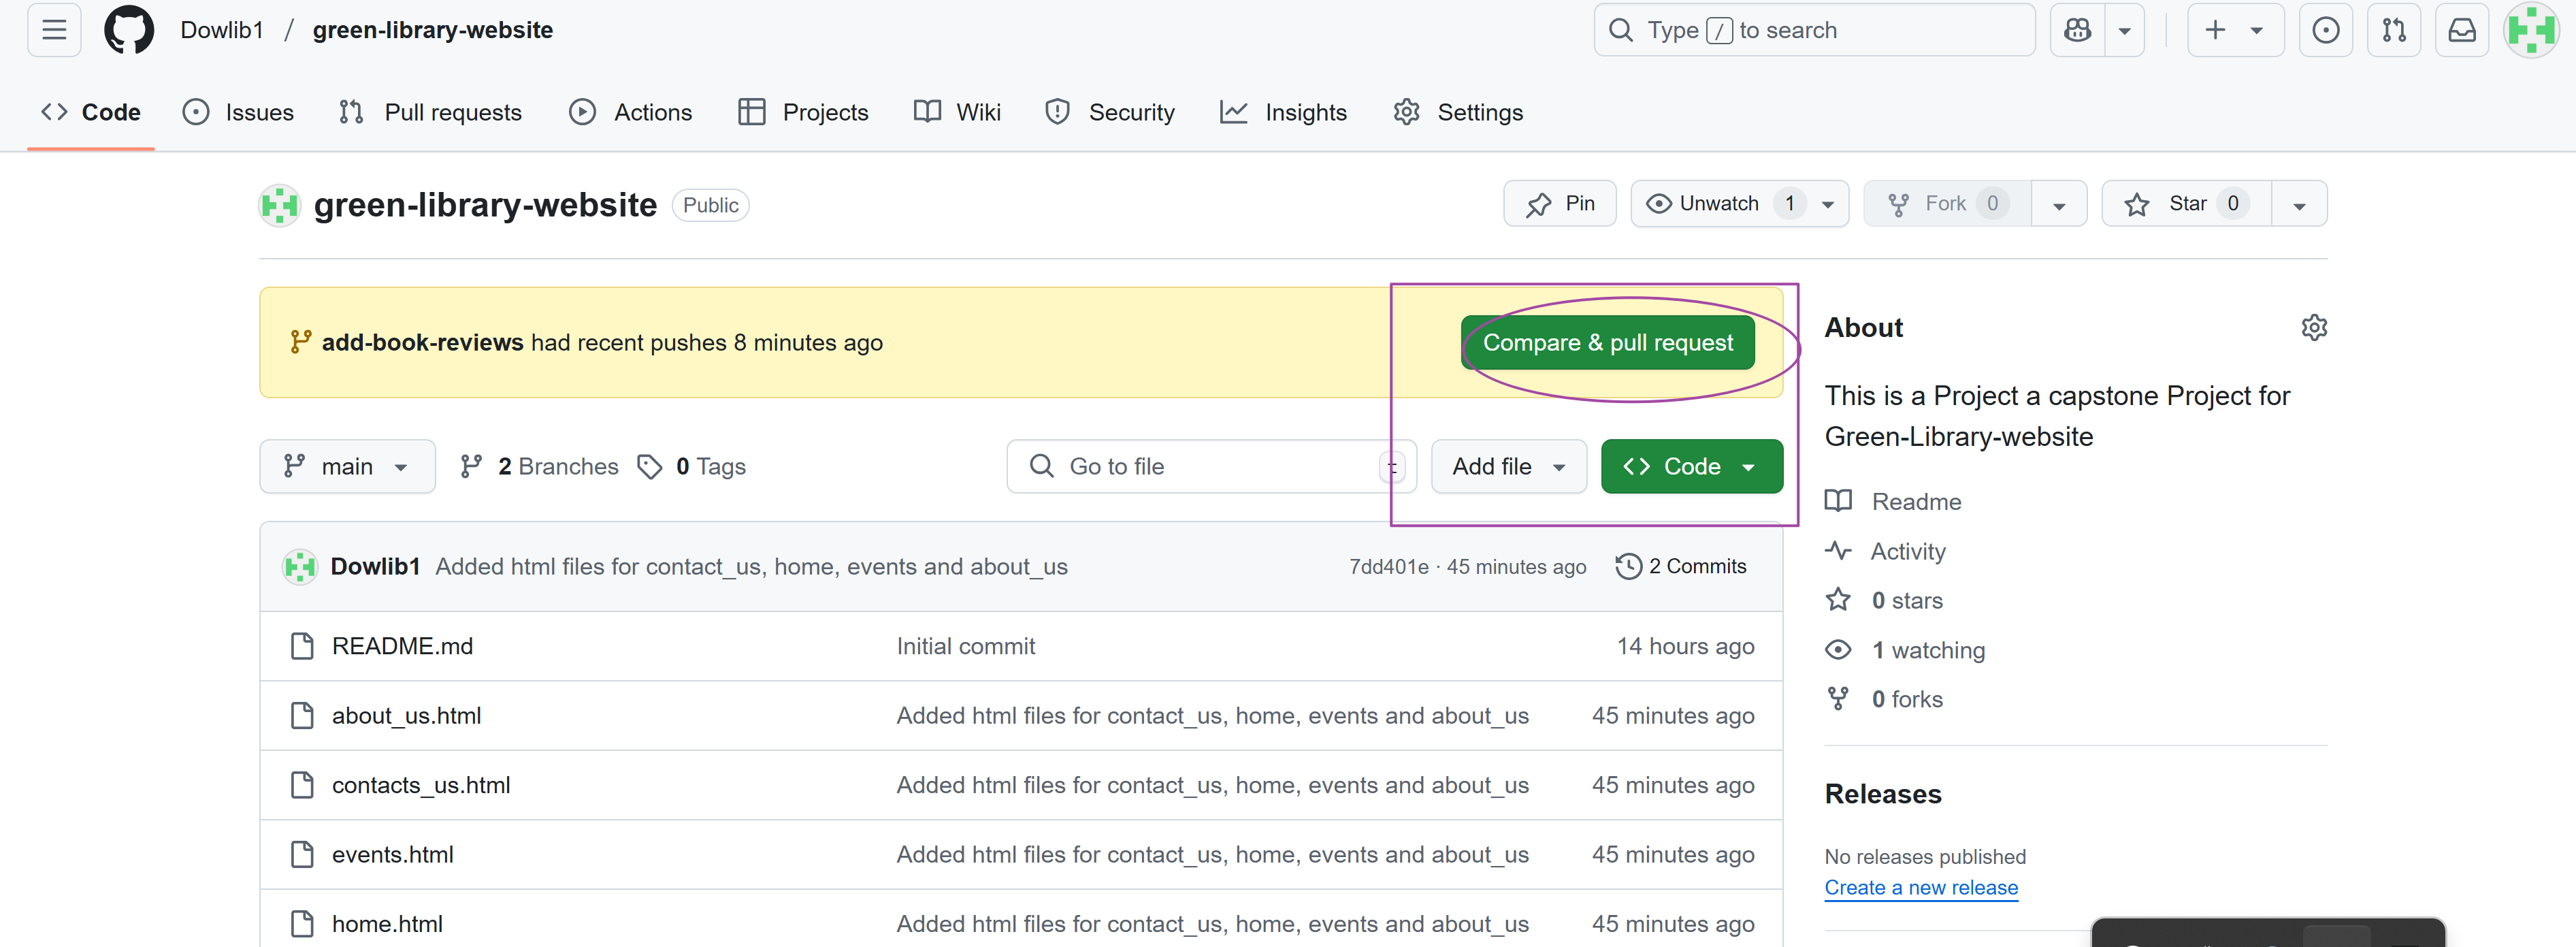 Dowlib1 / green-library-website
Type / to search
Code Issues Pull requests Actions Projects Wiki Security Insights Settings
green-library-website Public
Pin Unwatch 1 Fork 0 Star 0
add-book-reviews had recent pushes 8 minutes ago Compare & pull request
main 2 Branches 0 Tags Go to file t Add file Code
Dowlib1 Added html files for contact_us, home, events and about_us 7dd401e · 45 minutes ago 2 Commits
README.md Initial commit 14 hours ago
about_us.html Added html files for contact_us, home, events and about_us 45 minutes ago
contacts_us.html Added html files for contact_us, home, events and about_us 45 minutes ago
events.html Added html files for contact_us, home, events and about_us 45 minutes ago
home.html Added html files for contact_us, home, events and about_us 45 minutes ago
About
This is a Project a capstone Project for
Green-Library-website
Readme
Activity
0 stars
1 watching
0 forks
Releases
No releases published
Create a new release